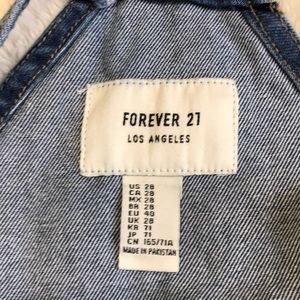 FOREVER 21
LOS ANGELES
US 28
CA 28
MX 28
BR 28
EU 40
UK 28
KR 71
JP 71
CN 165/71A
MADE IN PAKISTAN